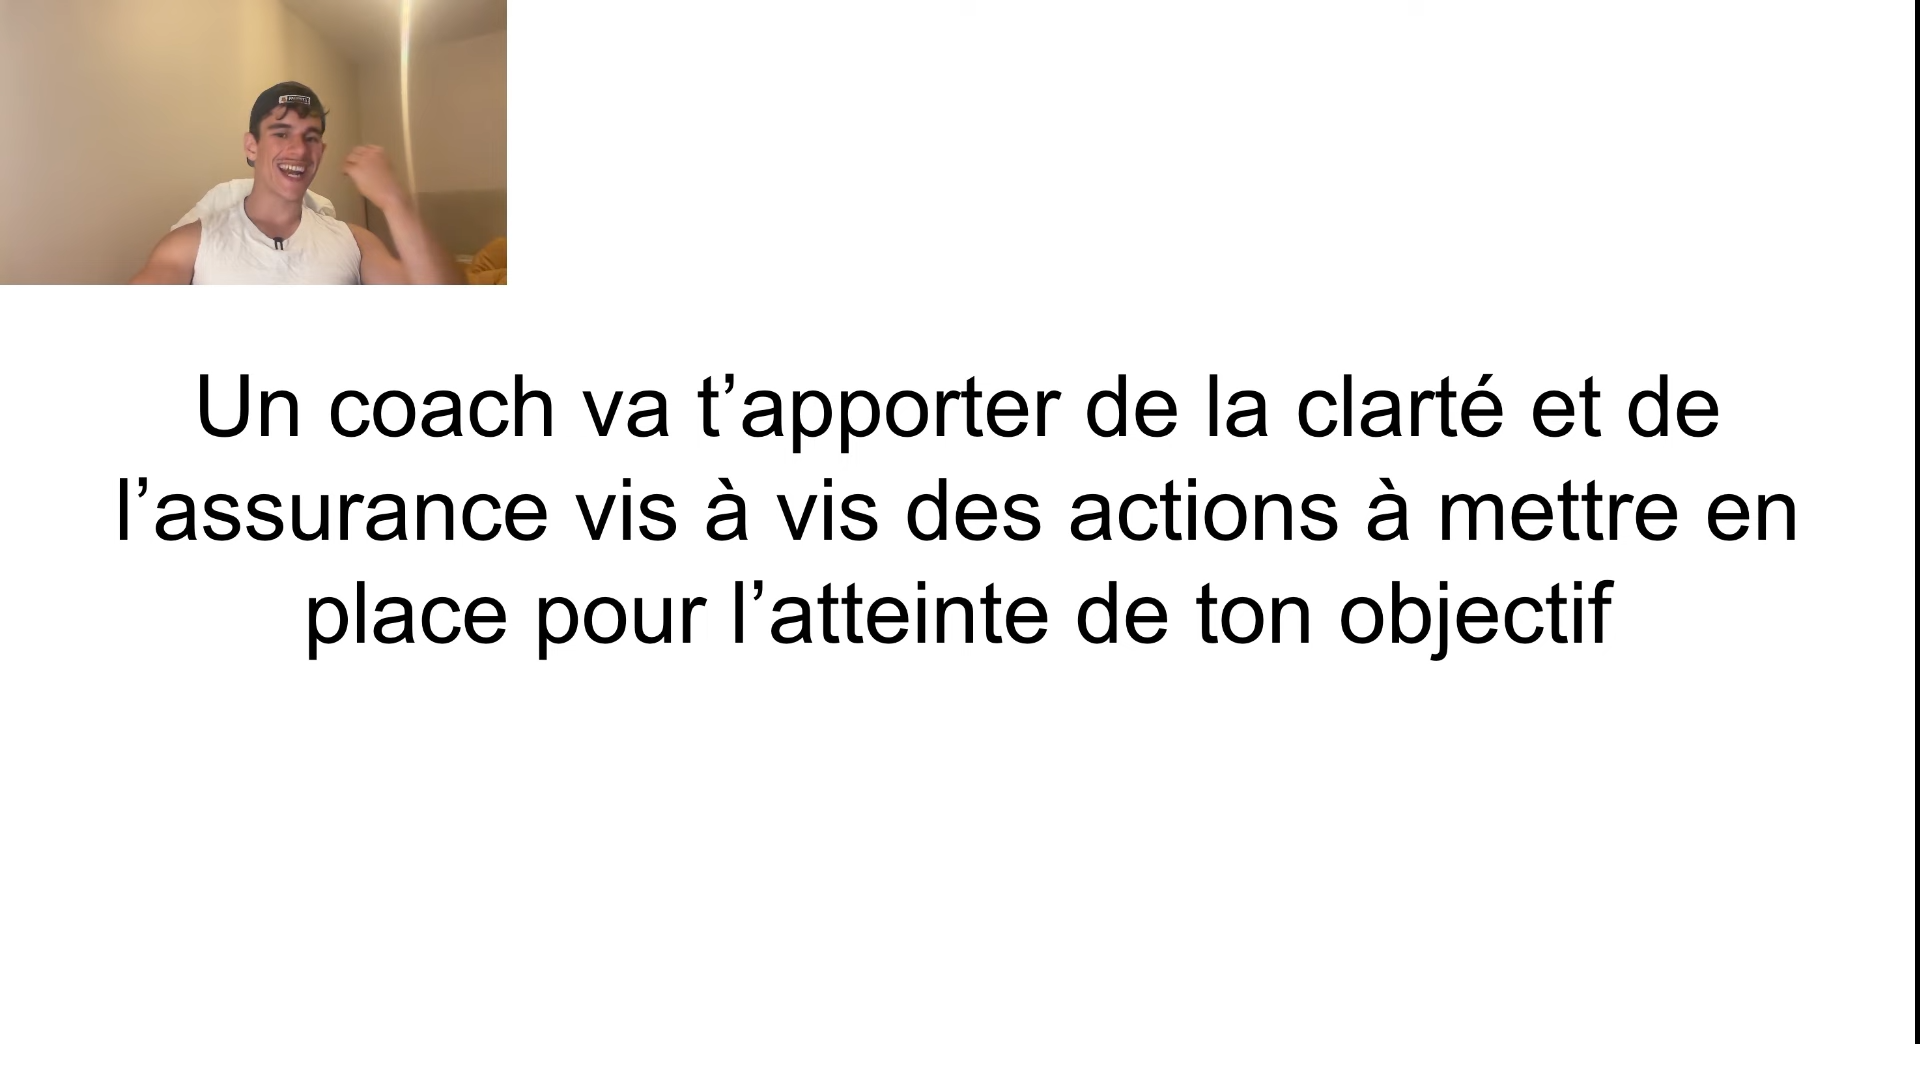 Un coach va t’apporter de la clarté et de
l’assurance vis à vis des actions à mettre en
place pour l’atteinte de ton objectif